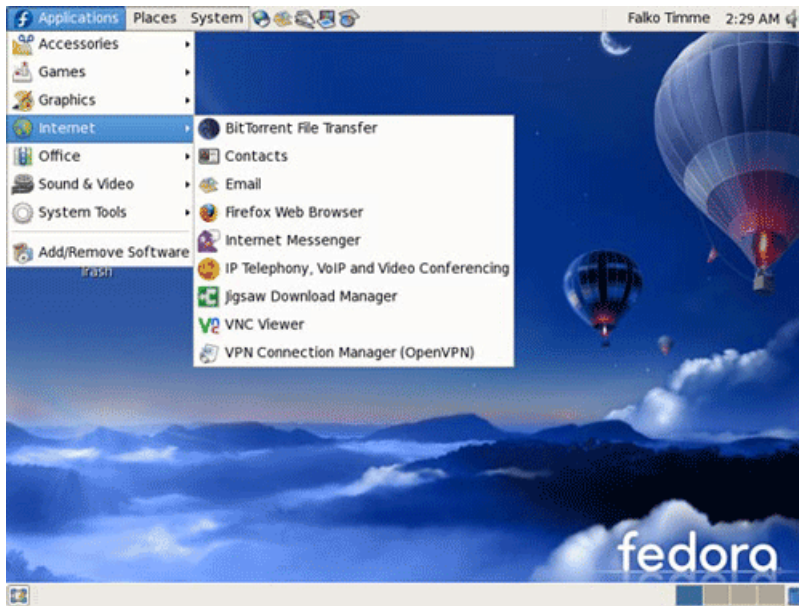 Applications Places System Falko Timme 2:29 AM
Accessories
Games
Graphics
Internet
Office
Sound & Video
System Tools
Add/Remove Software
Trash
BitTorrent File Transfer
Contacts
Email
Firefox Web Browser
Internet Messenger
IP Telephony, VoIP and Video Conferencing
Jigsaw Download Manager
VNC Viewer
VPN Connection Manager (OpenVPN)
fedora